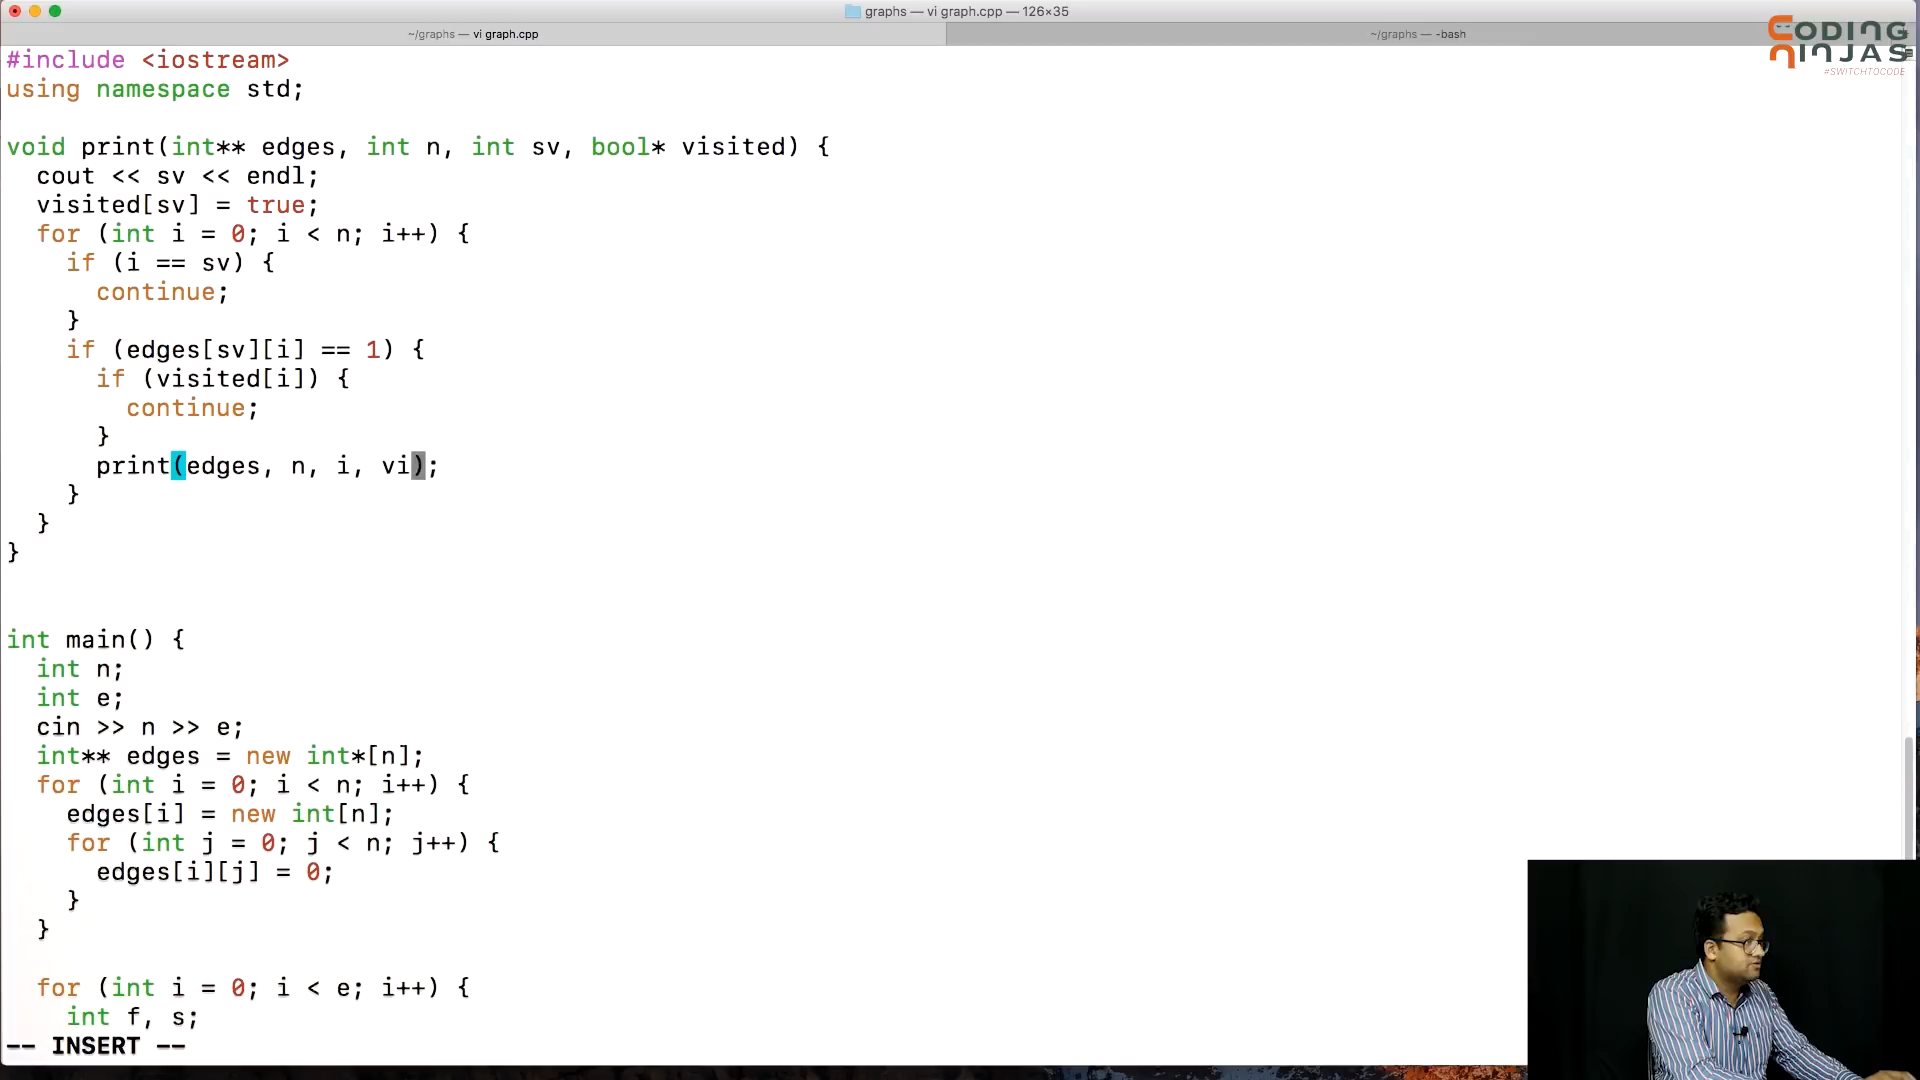 graphs — vi graph.cpp — 126×35
~/graphs — vi graph.cpp
~/graphs — -bash
CODING
NINJAS
#SWITCHTOCODE
#include <iostream>
using namespace std;
void print(int** edges, int n, int sv, bool* visited) {
cout << sv << endl;
visited[sv] = true;
for (int i = 0; i < n; i++) {
if (i == sv) {
continue;
}
if (edges[sv][i] == 1) {
if (visited[i]) {
continue;
}
print(edges, n, i, vi);
}
}
}
int main() {
int n;
int e;
cin >> n >> e;
int** edges = new int*[n];
for (int i = 0; i < n; i++) {
edges[i] = new int[n];
for (int j = 0; j < n; j++) {
edges[i][j] = 0;
}
}
for (int i = 0; i < e; i++) {
int f, s;
-- INSERT --